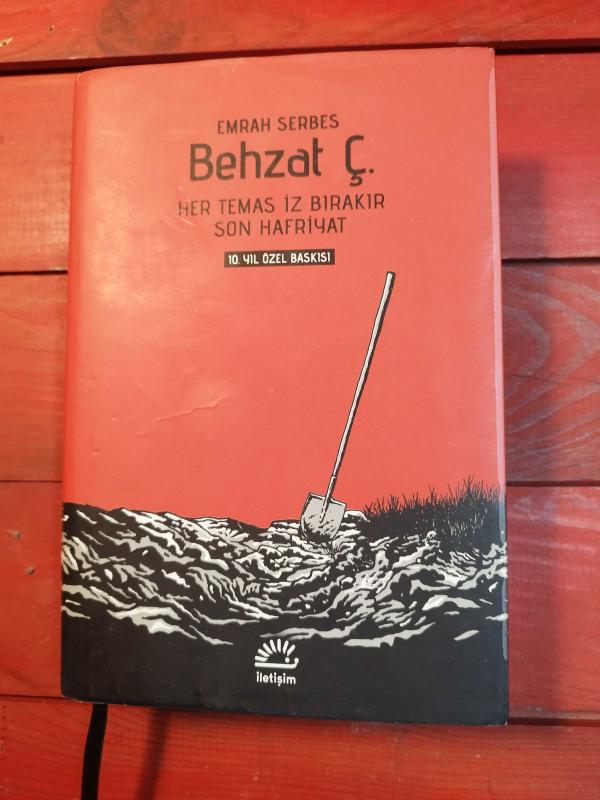 EMRAH SERBES
Behzat Ç.
HER TEMAS İZ BIRAKIR
SON HAFRİYAT
10. YIL ÖZEL BASKISI
iletişim